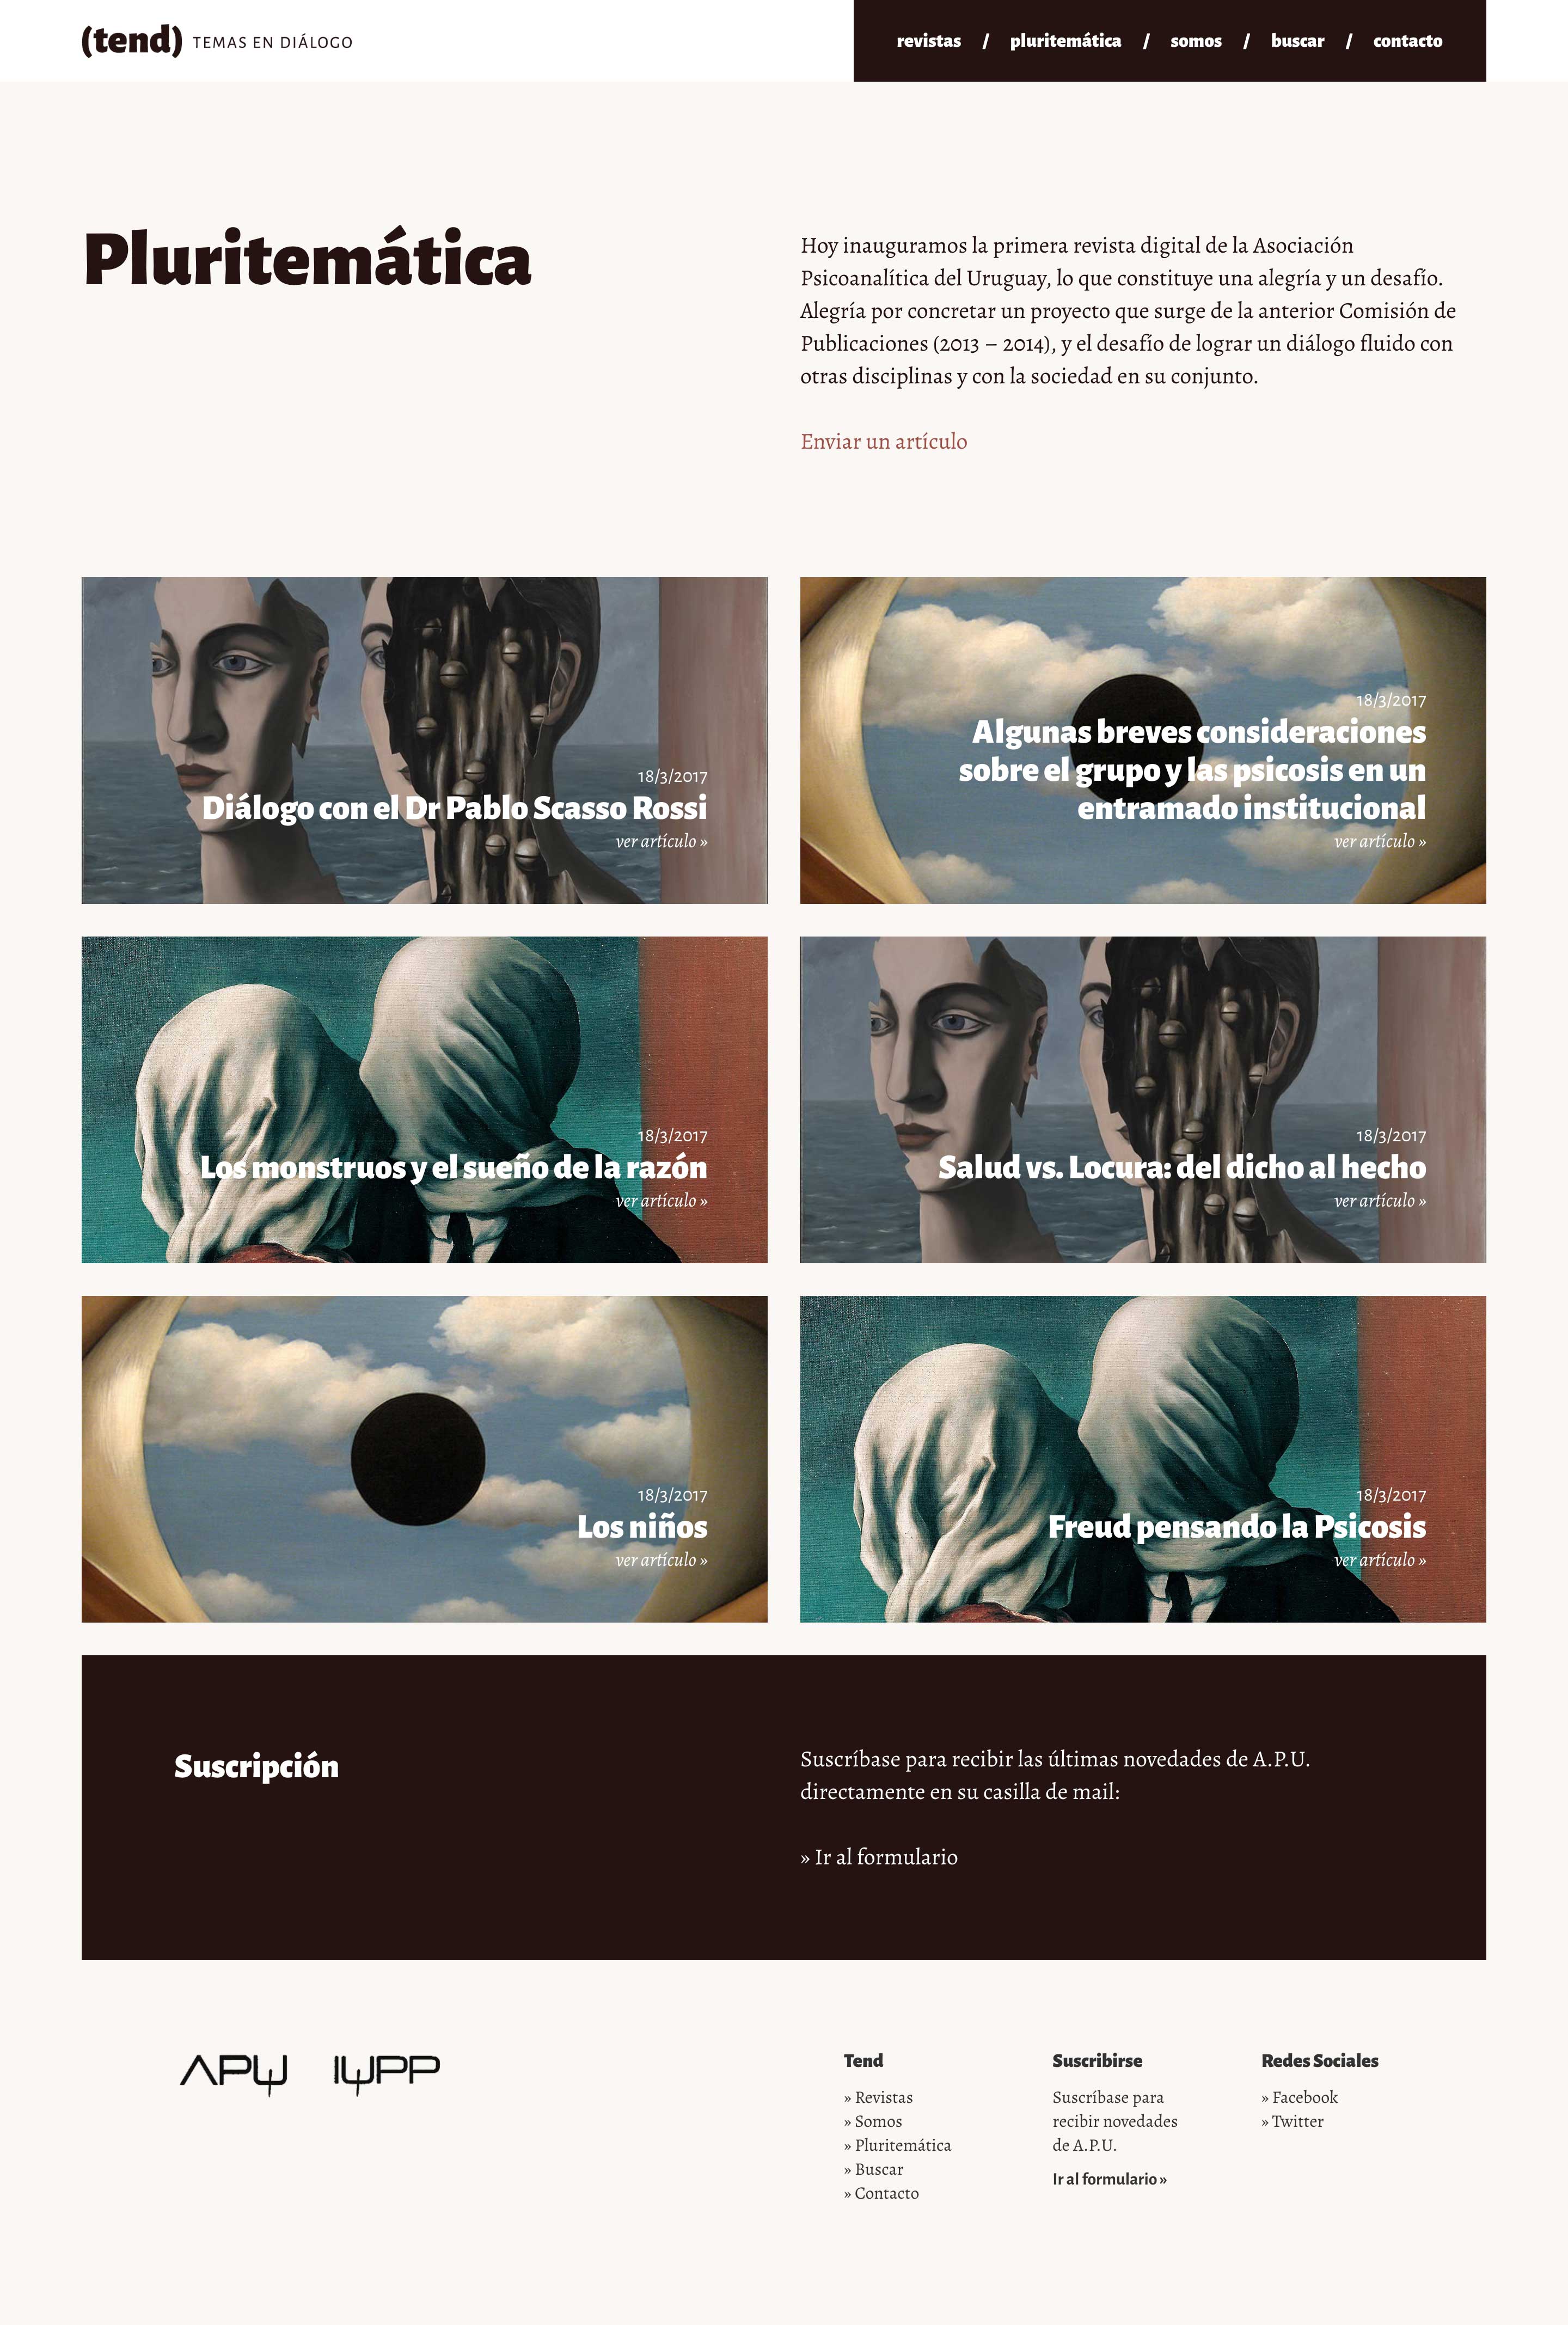 (tend) TEMAS EN DIÁLOGO
revistas / pluritemática / somos / buscar / contacto
Pluritemática
Hoy inauguramos la primera revista digital de la Asociación
Psicoanalítica del Uruguay, lo que constituye una alegría y un desafío.
Alegría por concretar un proyecto que surge de la anterior Comisión de
Publicaciones (2013 – 2014), y el desafío de lograr un diálogo fluido con
otras disciplinas y con la sociedad en su conjunto.
Enviar un artículo
18/3/2017
Diálogo con el Dr Pablo Scasso Rossi
ver artículo »
18/3/2017
Algunas breves consideraciones
sobre el grupo y las psicosis en un
entramado institucional
ver artículo »
18/3/2017
Los monstruos y el sueño de la razón
ver artículo »
18/3/2017
Salud vs. Locura: del dicho al hecho
ver artículo »
18/3/2017
Los niños
ver artículo »
18/3/2017
Freud pensando la Psicosis
ver artículo »
Suscripción
Suscríbase para recibir las últimas novedades de A.P.U.
directamente en su casilla de mail:
» Ir al formulario
APU IUPP
Tend
» Revistas
» Somos
» Pluritemática
» Buscar
» Contacto
Suscribirse
Suscríbase para
recibir novedades
de A.P.U.
Ir al formulario »
Redes Sociales
» Facebook
» Twitter